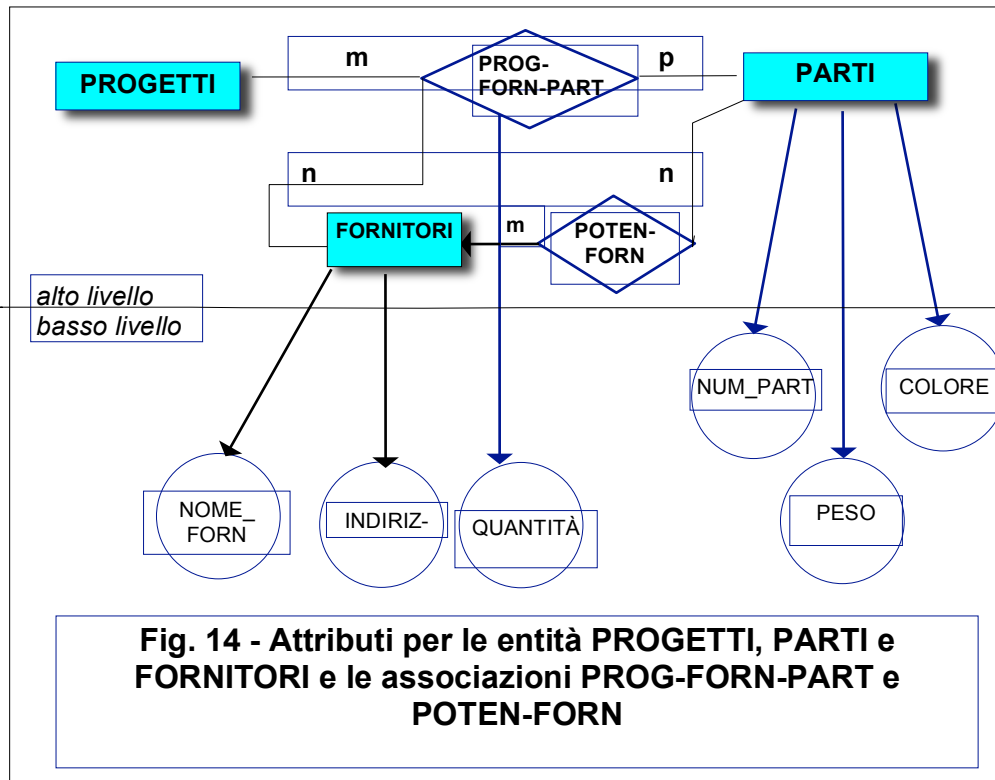 PROGETTI
m
PROG-
FORN-PART
p
PARTI
n
n
FORNITORI
m
POTEN-
FORN
alto livello
basso livello
NUM_PART
COLORE
NOME_
FORN
INDIRIZ-
QUANTITÀ
PESO
Fig. 14 - Attributi per le entità PROGETTI, PARTI e
FORNITORI e le associazioni PROG-FORN-PART e
POTEN-FORN